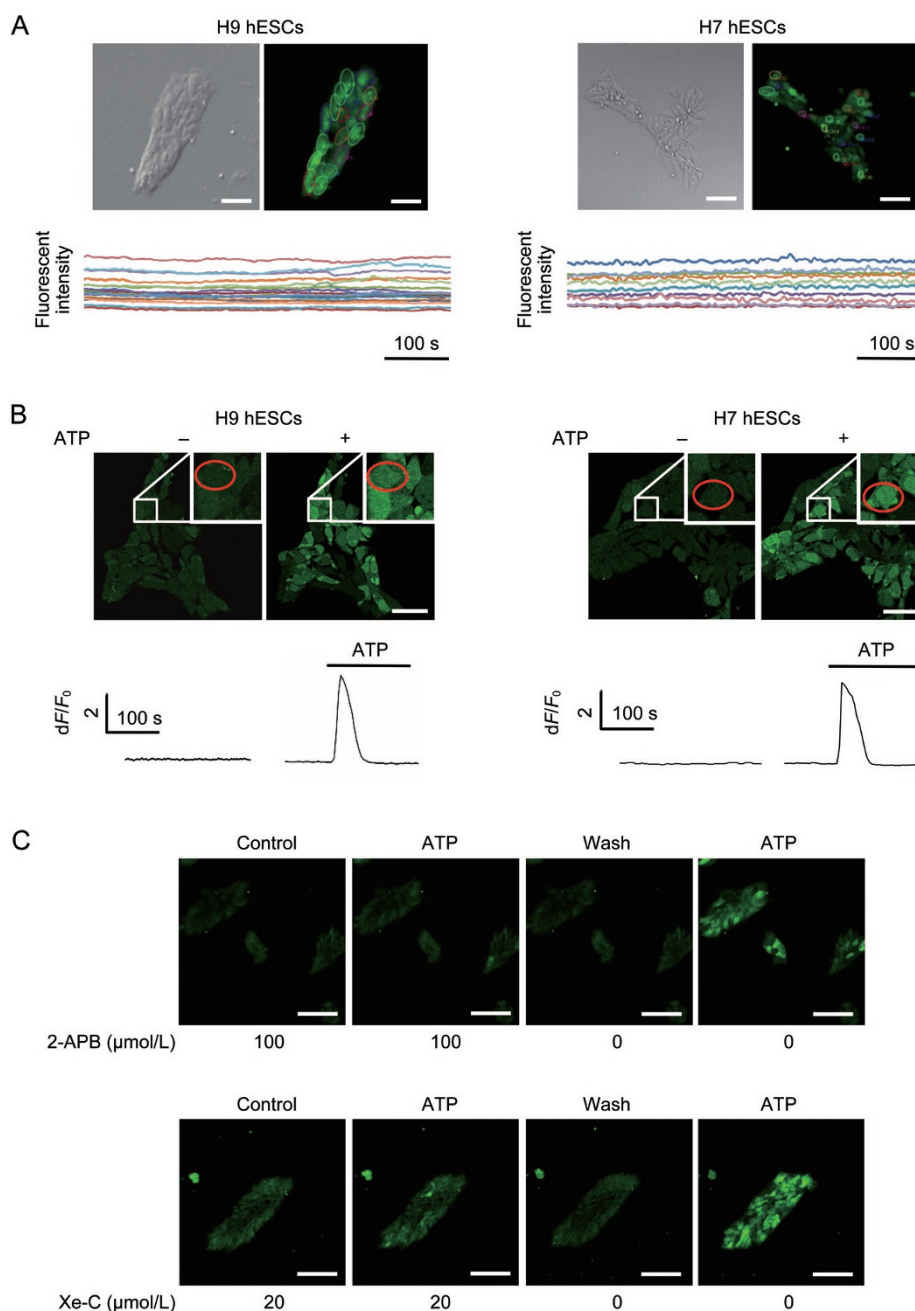 A
H9 hESCs
H7 hESCs
Fluorescent
intensity
100 s
Fluorescent
intensity
100 s
B
H9 hESCs
H7 hESCs
ATP – +
ATP – +
ATP
dF/F0
2
100 s
ATP
dF/F0
2
100 s
C
Control ATP Wash ATP
2-APB (μmol/L) 100 100 0 0
Control ATP Wash ATP
Xe-C (μmol/L) 20 20 0 0